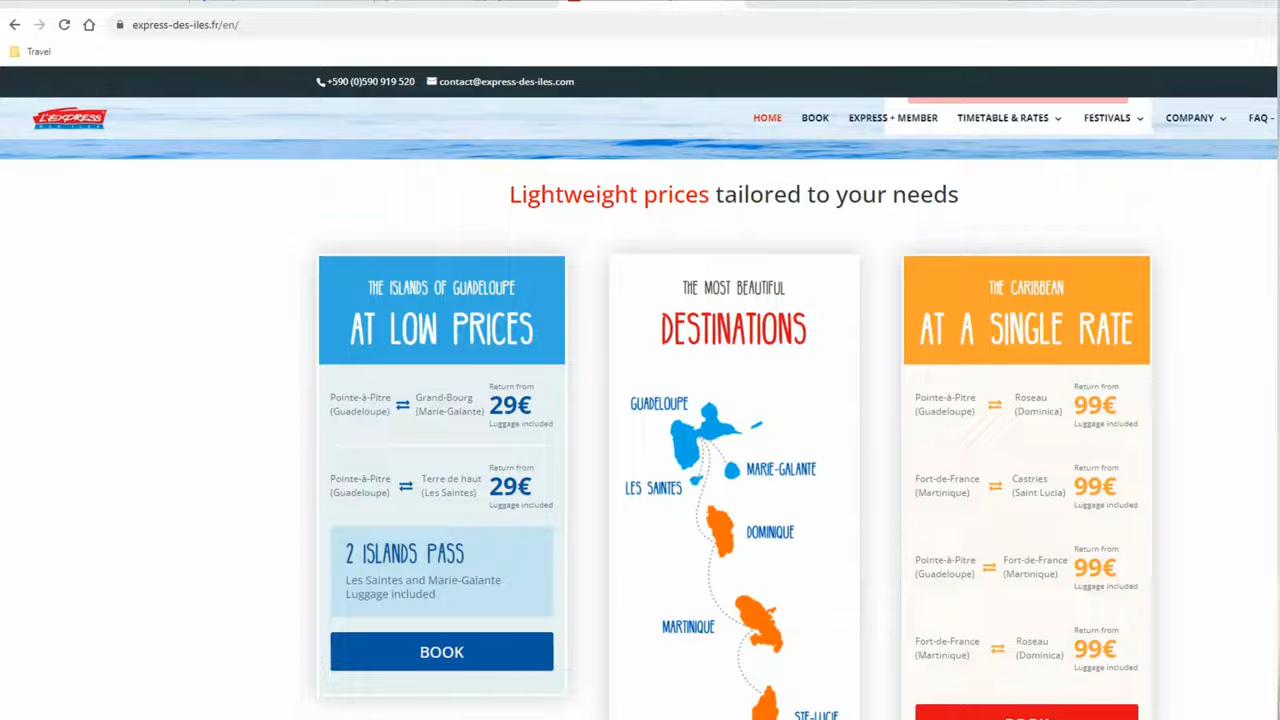 express-des-iles.fr/en/
Travel
+590 (0)590 919 520
contact@express-des-iles.com
L'EXPRESS
DES ILES
HOME
BOOK
EXPRESS + MEMBER
TIMETABLE & RATES
FESTIVALS
COMPANY
FAQ -
Lightweight prices tailored to your needs
THE ISLANDS OF GUADELOUPE
AT LOW PRICES
Pointe-à-Pitre
(Guadeloupe)
Grand-Bourg
(Marie-Galante)
Return from
29€
Luggage included
Pointe-à-Pitre
(Guadeloupe)
Terre de haut
(Les Saintes)
Return from
29€
Luggage included
2 ISLANDS PASS
Les Saintes and Marie-Galante
Luggage included
BOOK
THE MOST BEAUTIFUL
DESTINATIONS
GUADELOUPE
MARIE-GALANTE
LES SAINTES
DOMINIQUE
MARTINIQUE
STE-LUCIE
THE CARIBBEAN
AT A SINGLE RATE
Pointe-à-Pitre
(Guadeloupe)
Roseau
(Dominica)
Return from
99€
Luggage included
Fort-de-France
(Martinique)
Castries
(Saint Lucia)
Return from
99€
Luggage included
Pointe-à-Pitre
(Guadeloupe)
Fort-de-France
(Martinique)
Return from
99€
Luggage included
Fort-de-France
(Martinique)
Roseau
(Dominica)
Return from
99€
Luggage included
BOOK